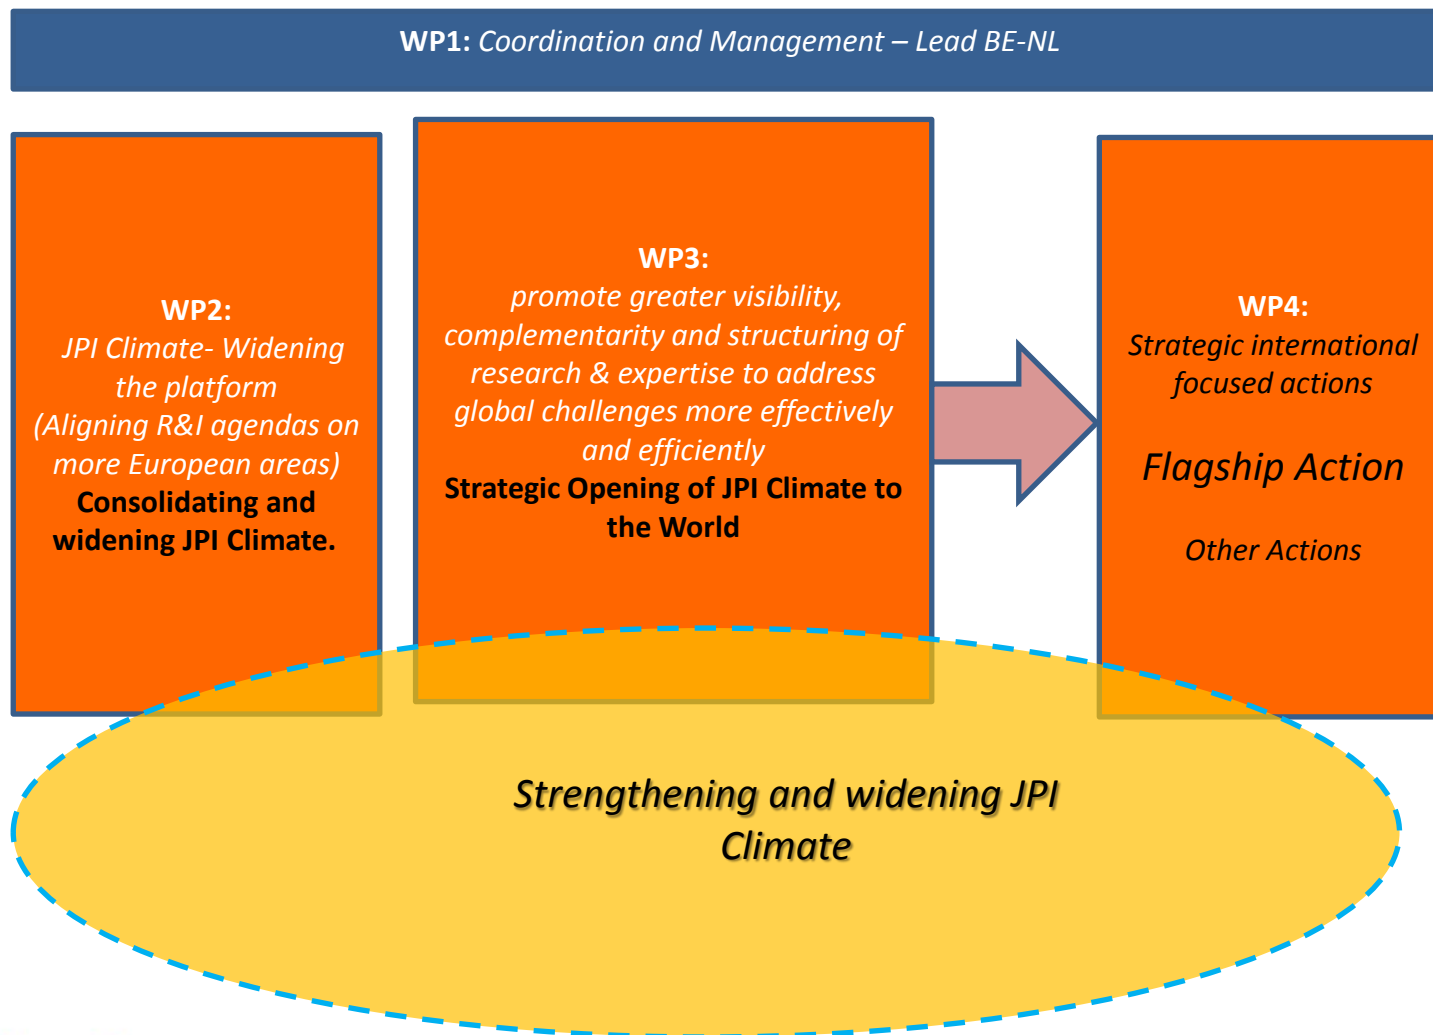 WP1: Coordination and Management – Lead BE-NL
WP2:
JPI Climate- Widening
the platform
(Aligning R&I agendas on
more European areas)
Consolidating and
widening JPI Climate.
WP3:
promote greater visibility,
complementarity and structuring of
research & expertise to address
global challenges more effectively
and efficiently
Strategic Opening of JPI Climate to
the World
WP4:
Strategic international
focused actions
Flagship Action
Other Actions
Strengthening and widening JPI
Climate